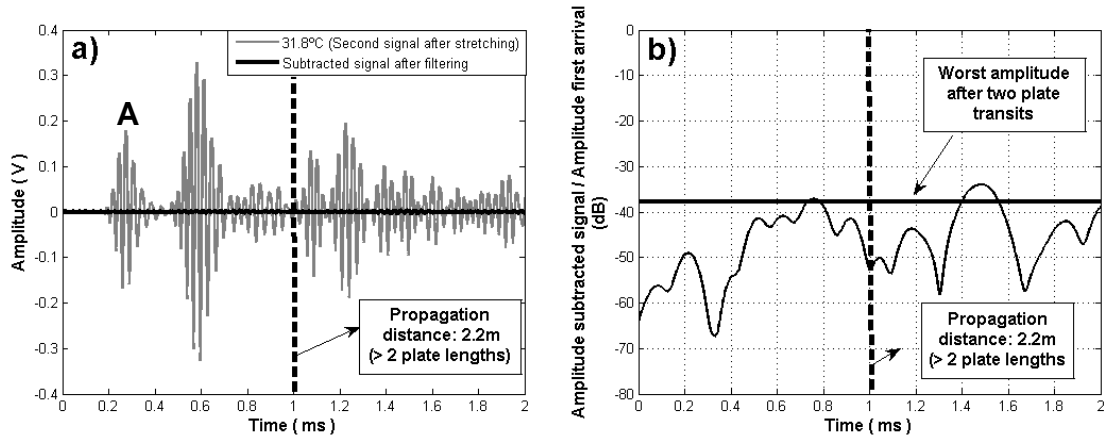 a)
31.8ºC (Second signal after stretching)
Subtracted signal after filtering
A
Propagation
distance: 2.2m
(> 2 plate lengths)
Amplitude ( V )
0.4
0.3
0.2
0.1
0
-0.1
-0.2
-0.3
-0.4
0 0.2 0.4 0.6 0.8 1 1.2 1.4 1.6 1.8 2
Time ( ms )
b)
Worst amplitude
after two plate
transits
Propagation
distance: 2.2m
(> 2 plate lengths
Amplitude subtracted signal / Amplitude first arrival
(dB)
0
-10
-20
-30
-40
-50
-60
-70
-80
0 0.2 0.4 0.6 0.8 1 1.2 1.4 1.6 1.8 2
Time ( ms )